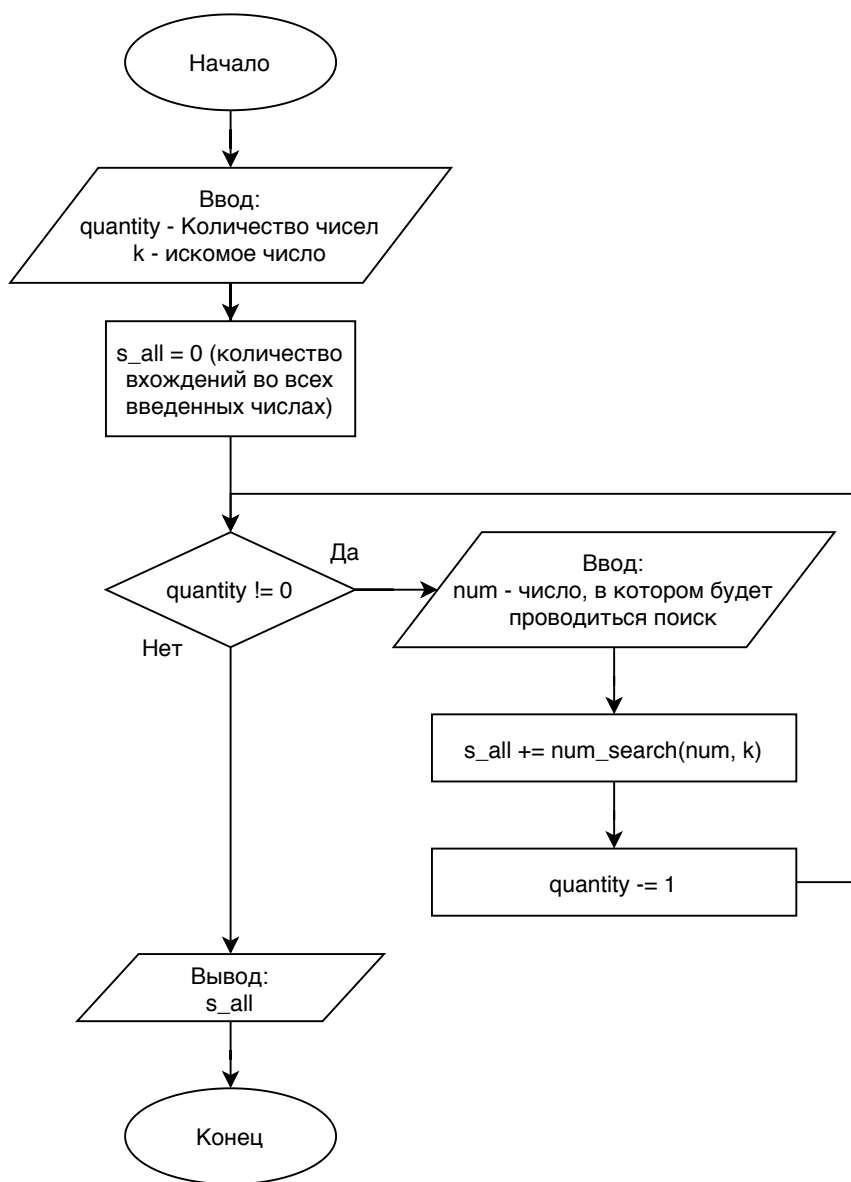 Начало
Ввод:
quantity - Количество чисел
k - искомое число
s_all = 0 (количество
вхождений во всех
введенных числах)
quantity != 0
Да
Нет
Ввод:
num - число, в котором будет
проводиться поиск
s_all += num_search(num, k)
quantity -= 1
Вывод:
s_all
Конец